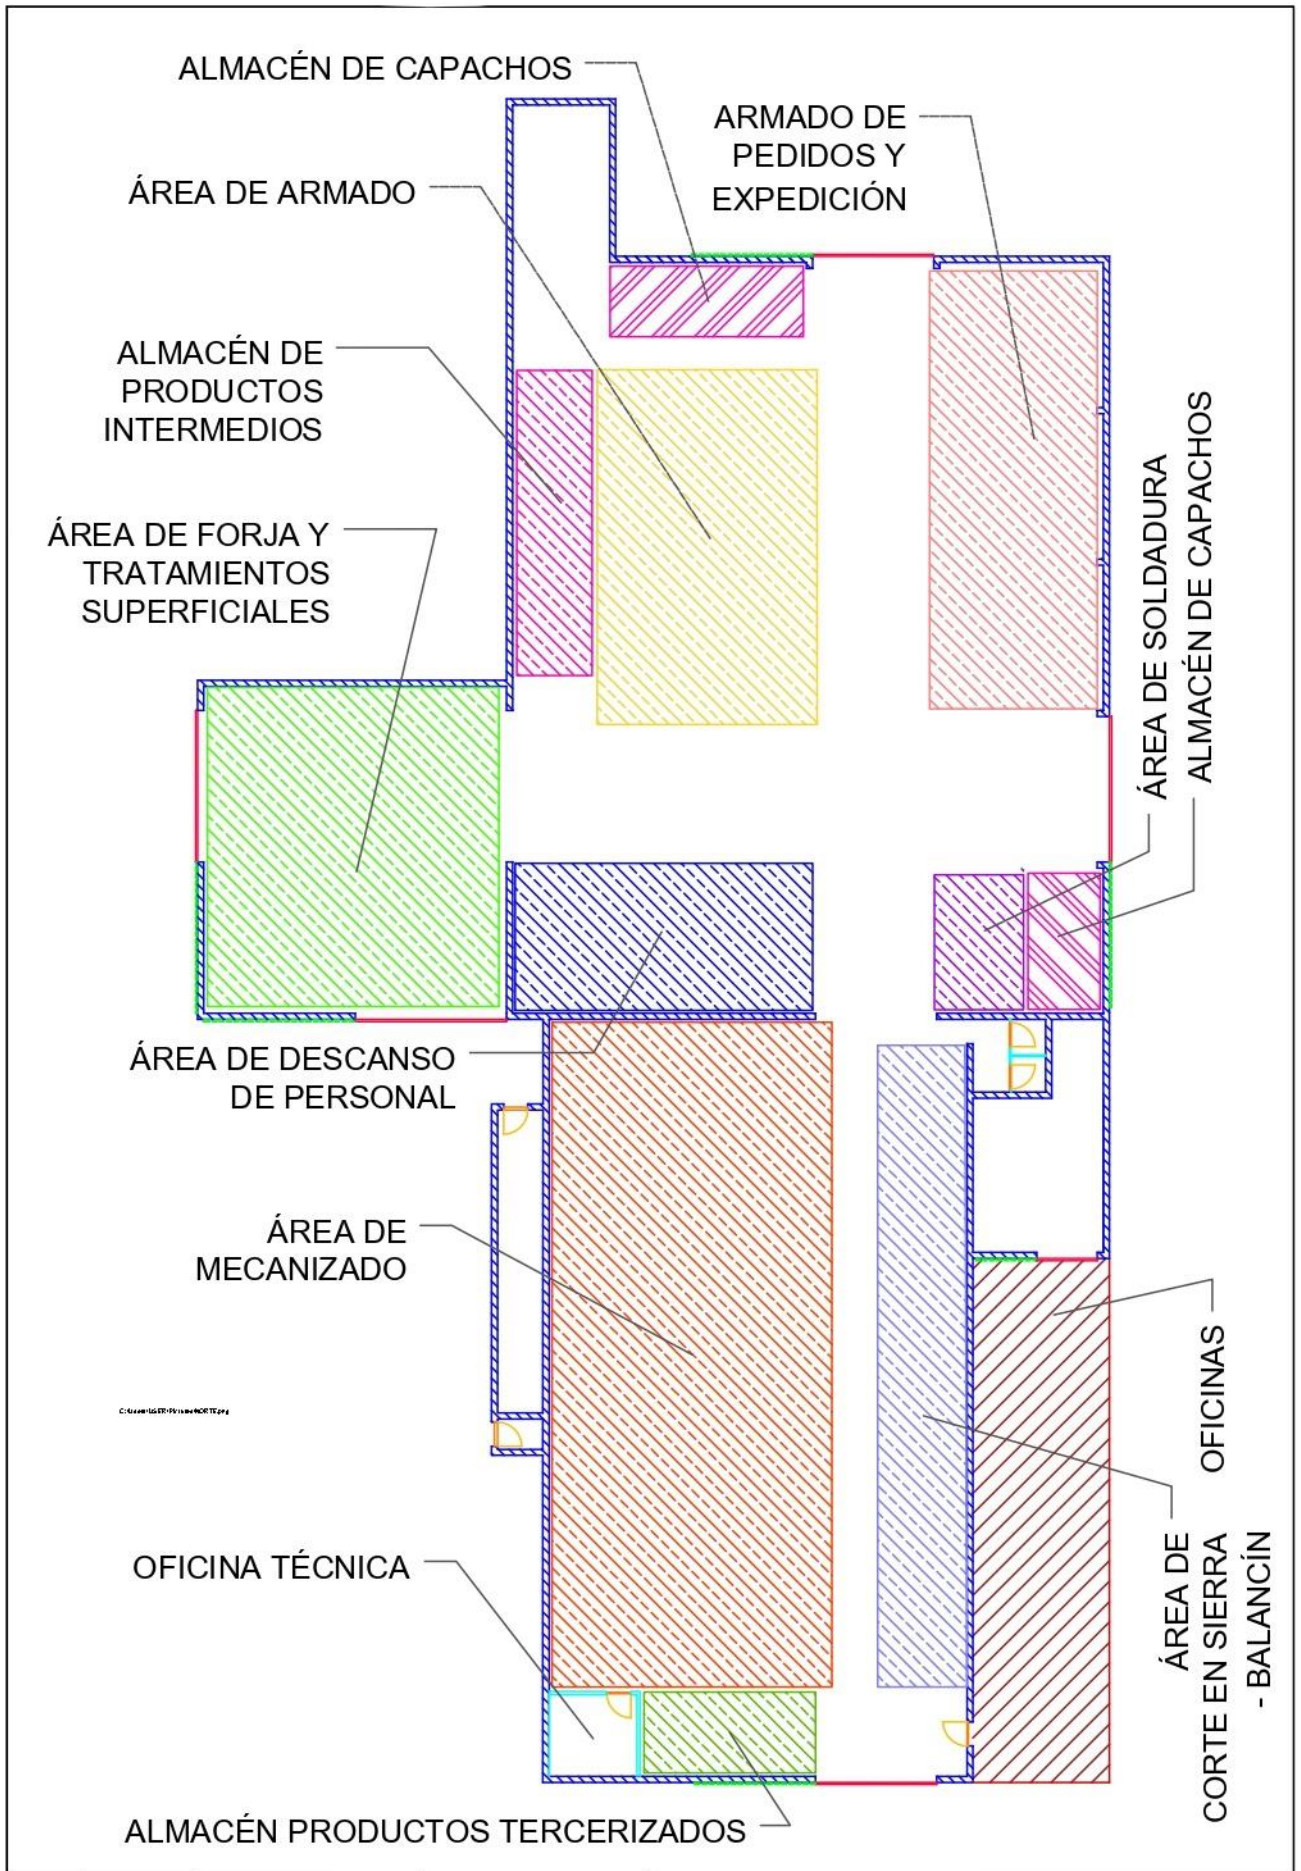 ALMACÉN DE CAPACHOS
ARMADO DE
PEDIDOS Y
EXPEDICIÓN
ÁREA DE ARMADO
ALMACÉN DE
PRODUCTOS
INTERMEDIOS
ÁREA DE SOLDADURA
ALMACÉN DE CAPACHOS
ÁREA DE FORJA Y
TRATAMIENTOS
SUPERFICIALES
ÁREA DE DESCANSO
DE PERSONAL
ÁREA DE
MECANIZADO
OFICINAS
ÁREA DE
CORTE EN SIERRA
- BALANCÍN
OFICINA TÉCNICA
ALMACÉN PRODUCTOS TERCERIZADOS